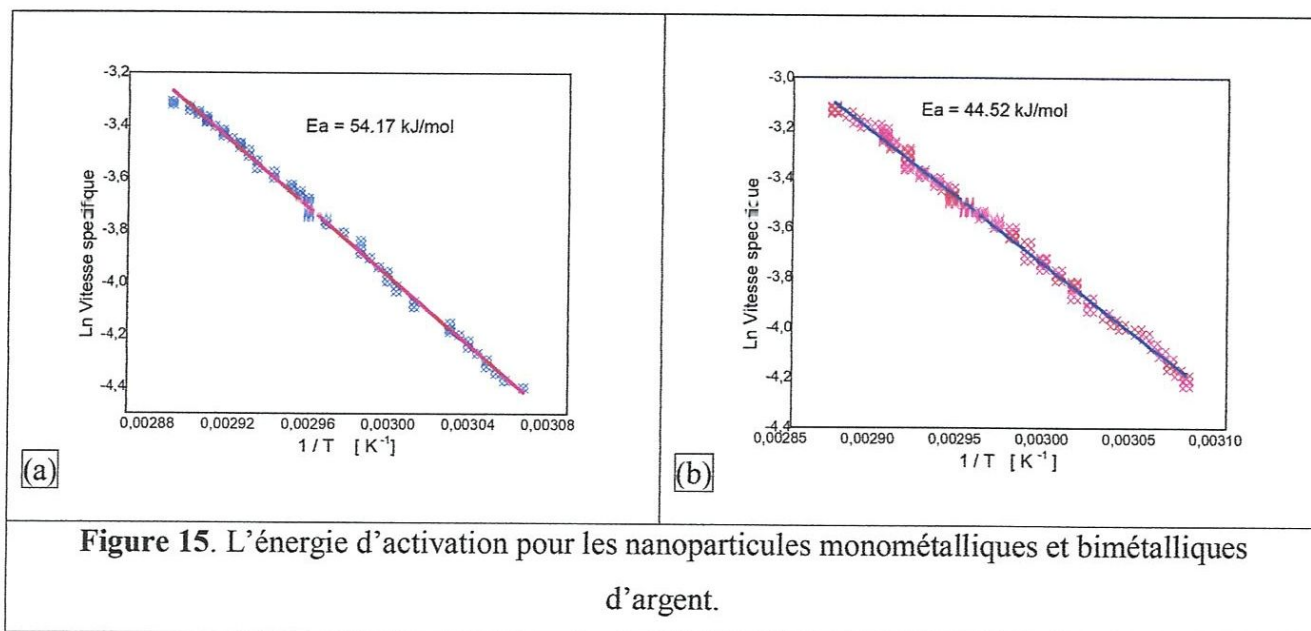 -3,2
-3,4
-3,6
-3,8
-4,0
-4,2
-4,4
Ln Vitesse specifique
Ea = 54.17 kJ/mol
0,00288
0,00292
0,00296
0,00300
0,00304
0,00308
1 / T [ K⁻¹ ]
(a)
-3,0
-3,2
-3,4
-3,6
-3,8
-4,0
-4,2
-4,4
Ln Vitesse specifique
Ea = 44.52 kJ/mol
0,00285
0,00290
0,00295
0,00300
0,00305
0,00310
1 / T [ K⁻¹ ]
(b)
Figure 15. L'énergie d'activation pour les nanoparticules monométalliques et bimétalliques
d'argent.